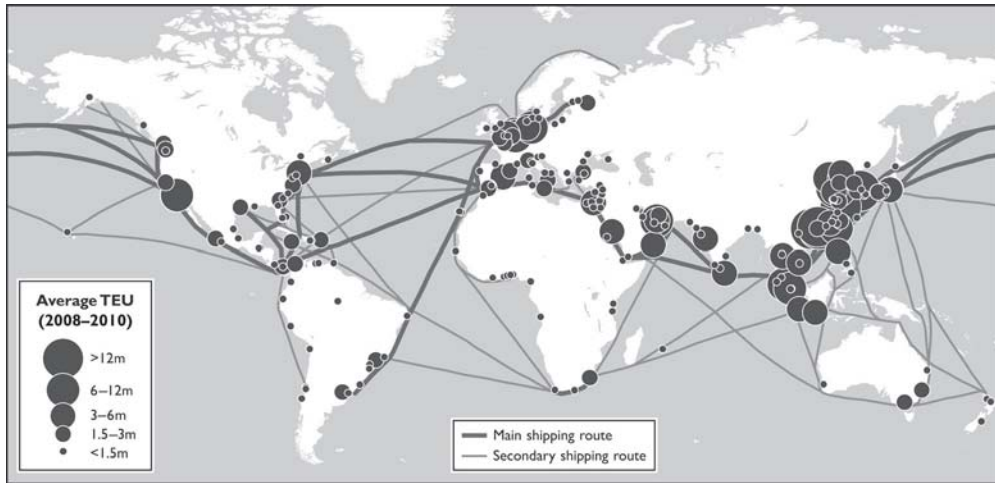 Average TEU
(2008–2010)
>12m
6–12m
3–6m
1.5–3m
<1.5m
Main shipping route
Secondary shipping route